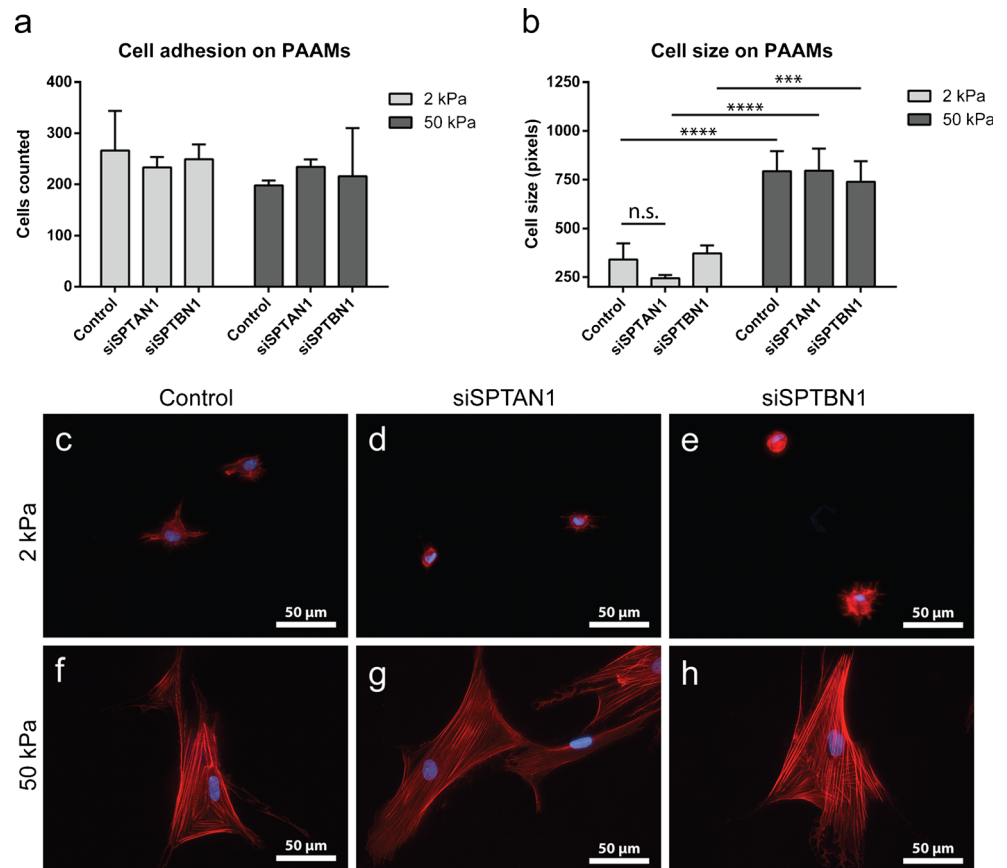 a
Cell adhesion on PAAMs
400
300
200
100
0
Cells counted
Control
siSPTAN1
siSPTBN1
Control
siSPTAN1
siSPTBN1
2 kPa
50 kPa
b
Cell size on PAAMs
1250
1000
750
500
250
Cell size (pixels)
n.s.
****
****
***
Control
siSPTAN1
siSPTBN1
Control
siSPTAN1
siSPTBN1
2 kPa
50 kPa
Control
siSPTAN1
siSPTBN1
2 kPa
c
50 µm
d
50 µm
e
50 µm
50 kPa
f
50 µm
g
50 µm
h
50 µm